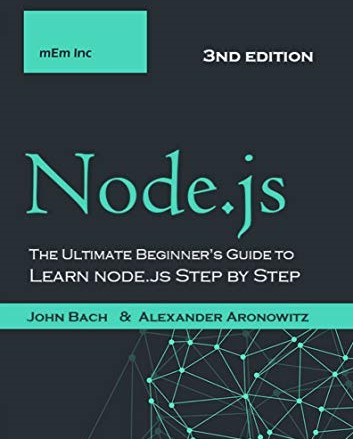 mEm Inc
3ND EDITION
Node.js
THE ULTIMATE BEGINNER'S GUIDE TO
LEARN NODE.JS STEP BY STEP
JOHN BACH & ALEXANDER ARONOWITZ